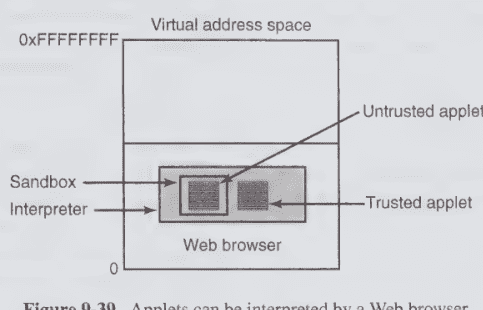 Virtual address space
0xFFFFFFFF
Untrusted applet
Sandbox
Interpreter
Trusted applet
Web browser
0
Figure 9-39. Applets can be interpreted by a Web browser.